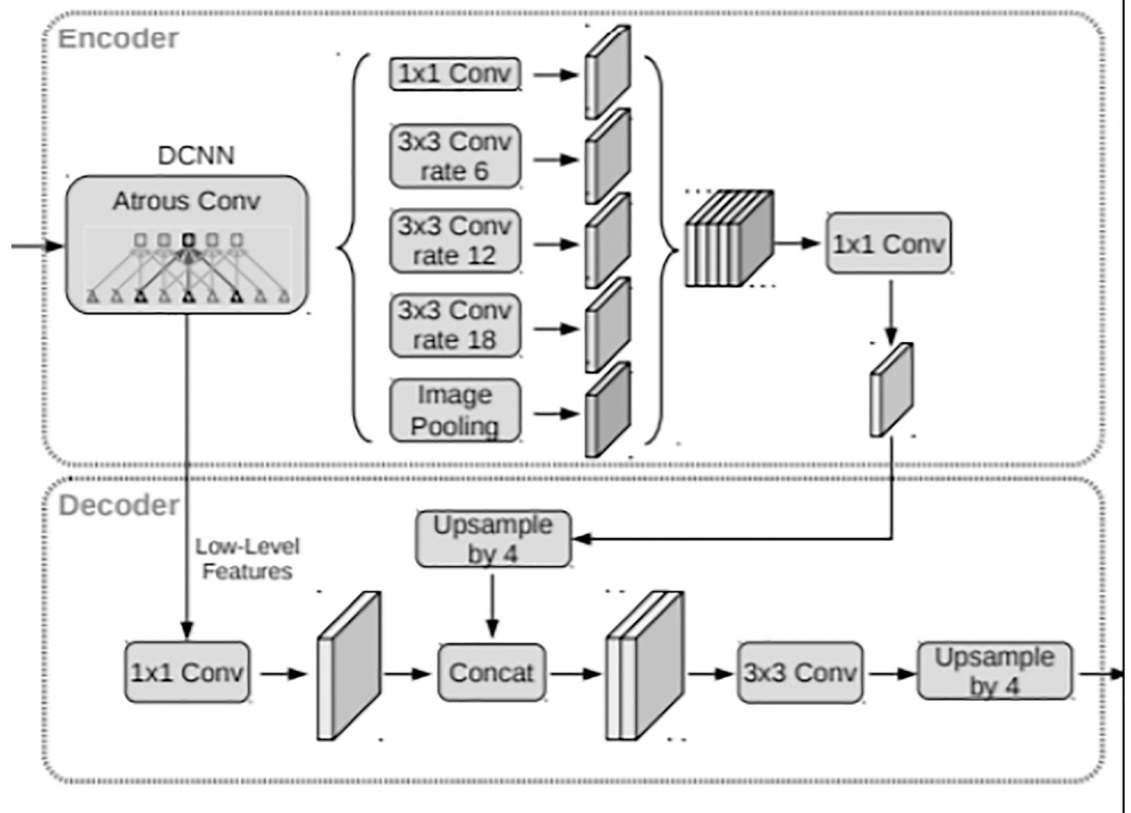 Encoder
DCNN
Atrous Conv
1x1 Conv
3x3 Conv
rate 6
3x3 Conv
rate 12
3x3 Conv
rate 18
Image
Pooling
1x1 Conv
Decoder
Low-Level
Features
Upsample
by 4
1x1 Conv
Concat
3x3 Conv
Upsample
by 4